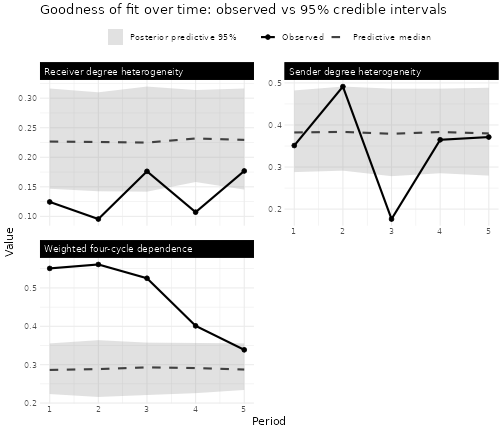 Goodness of fit over time: observed vs 95% credible intervals
Posterior predictive 95% Observed Predictive median
Receiver degree heterogeneity
0.30
0.25
0.20
0.15
0.10
Sender degree heterogeneity
0.5
0.4
0.3
0.2
1 2 3 4 5
Weighted four-cycle dependence
0.5
0.4
0.3
0.2
1 2 3 4 5
Value
Period